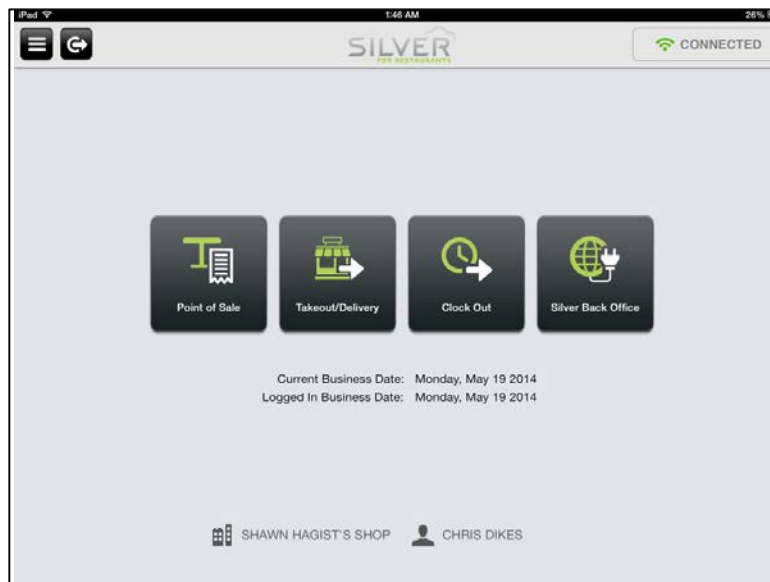 iPad 1:46 AM 26%
SILVER
FOR RESTAURANTS
CONNECTED
Point of Sale Takeout/Delivery Clock Out Silver Back Office
Current Business Date: Monday, May 19 2014
Logged In Business Date: Monday, May 19 2014
SHAWN HAGIST'S SHOP CHRIS DIKES